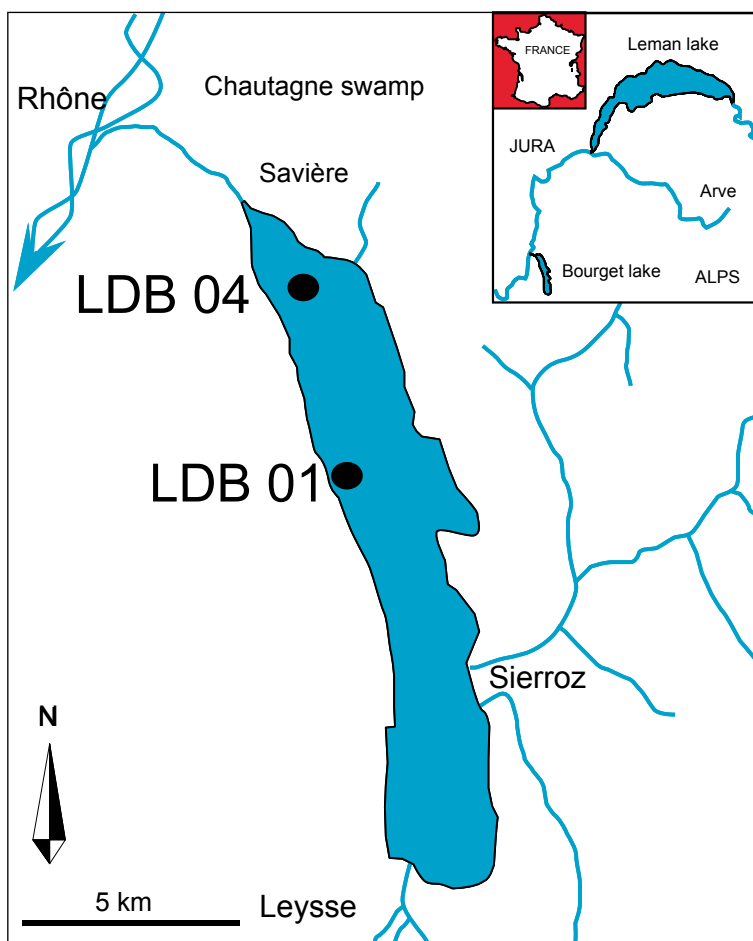 Rhône
Chautagne swamp
Savière
LDB 04
LDB 01
Sierroz
N
5 km
Leysse
FRANCE
Leman lake
JURA
Arve
Bourget lake
ALPS